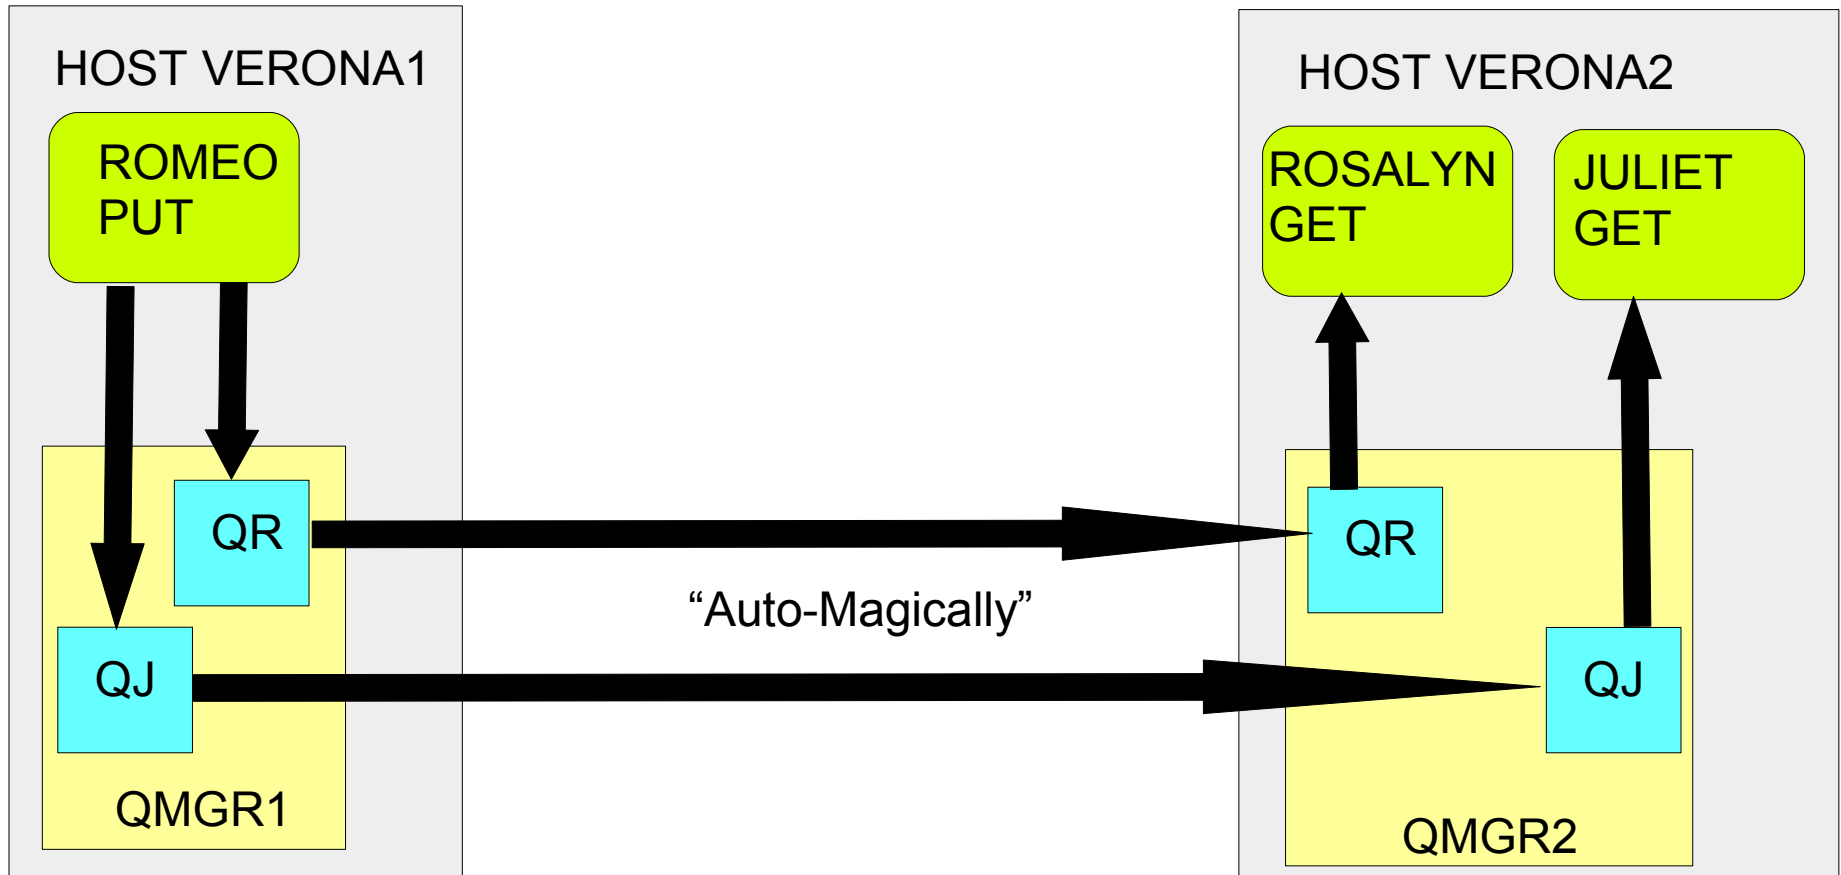 HOST VERONA1
ROMEO
PUT
QR
QJ
QMGR1
“Auto-Magically”
HOST VERONA2
ROSALYN
GET
JULIET
GET
QR
QJ
QMGR2